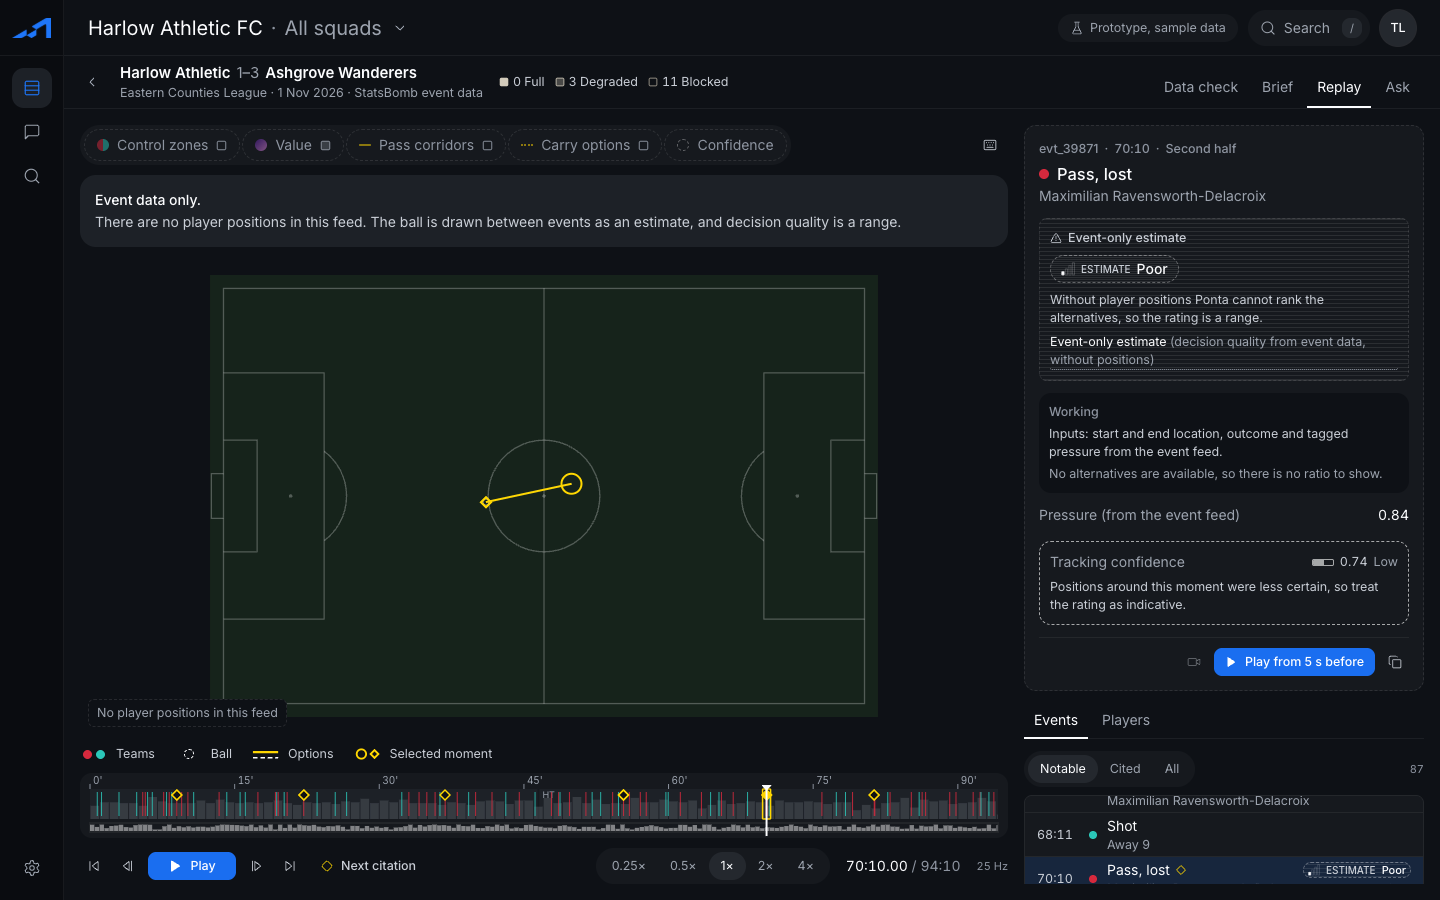 Harlow Athletic FC · All squads
Prototype, sample data
Search /
TL
Harlow Athletic 1–3 Ashgrove Wanderers
Eastern Counties League · 1 Nov 2026 · StatsBomb event data
0 Full
3 Degraded
11 Blocked
Data check
Brief
Replay
Ask
Control zones
Value
Pass corridors
Carry options
Confidence
Event data only.
There are no player positions in this feed. The ball is drawn between events as an estimate, and decision quality is a range.
No player positions in this feed
Teams
Ball
Options
Selected moment
0'
15'
30'
45'
60'
75'
90'
HT
Play
Next citation
0.25×
0.5×
1×
2×
4×
70:10.00 / 94:10
25 Hz
evt_39871 · 70:10 · Second half
Pass, lost
Maximilian Ravensworth-Delacroix
Event-only estimate
ESTIMATE Poor
Without player positions Ponta cannot rank the
alternatives, so the rating is a range.
Event-only estimate (decision quality from event data,
without positions)
Working
Inputs: start and end location, outcome and tagged
pressure from the event feed.
No alternatives are available, so there is no ratio to show.
Pressure (from the event feed) 0.84
Tracking confidence 0.74 Low
Positions around this moment were less certain, so treat
the rating as indicative.
Play from 5 s before
Events
Players
Notable
Cited
All
87
Maximilian Ravensworth-Delacroix
68:11 Shot
Away 9
70:10 Pass, lost ESTIMATE Poor